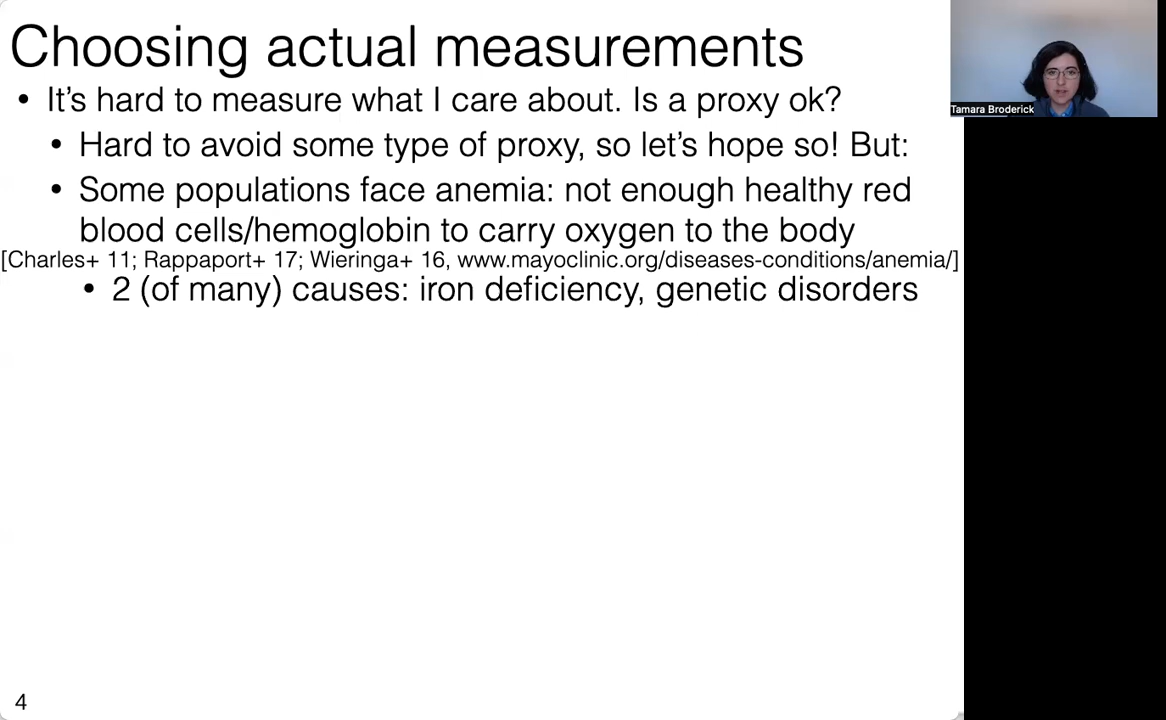 Choosing actual measurements
• It's hard to measure what I care about. Is a proxy ok?
• Hard to avoid some type of proxy, so let's hope so! But:
• Some populations face anemia: not enough healthy red
blood cells/hemoglobin to carry oxygen to the body
[Charles+ 11; Rappaport+ 17; Wieringa+ 16, www.mayoclinic.org/diseases-conditions/anemia/]
• 2 (of many) causes: iron deficiency, genetic disorders
4
Tamara Broderick